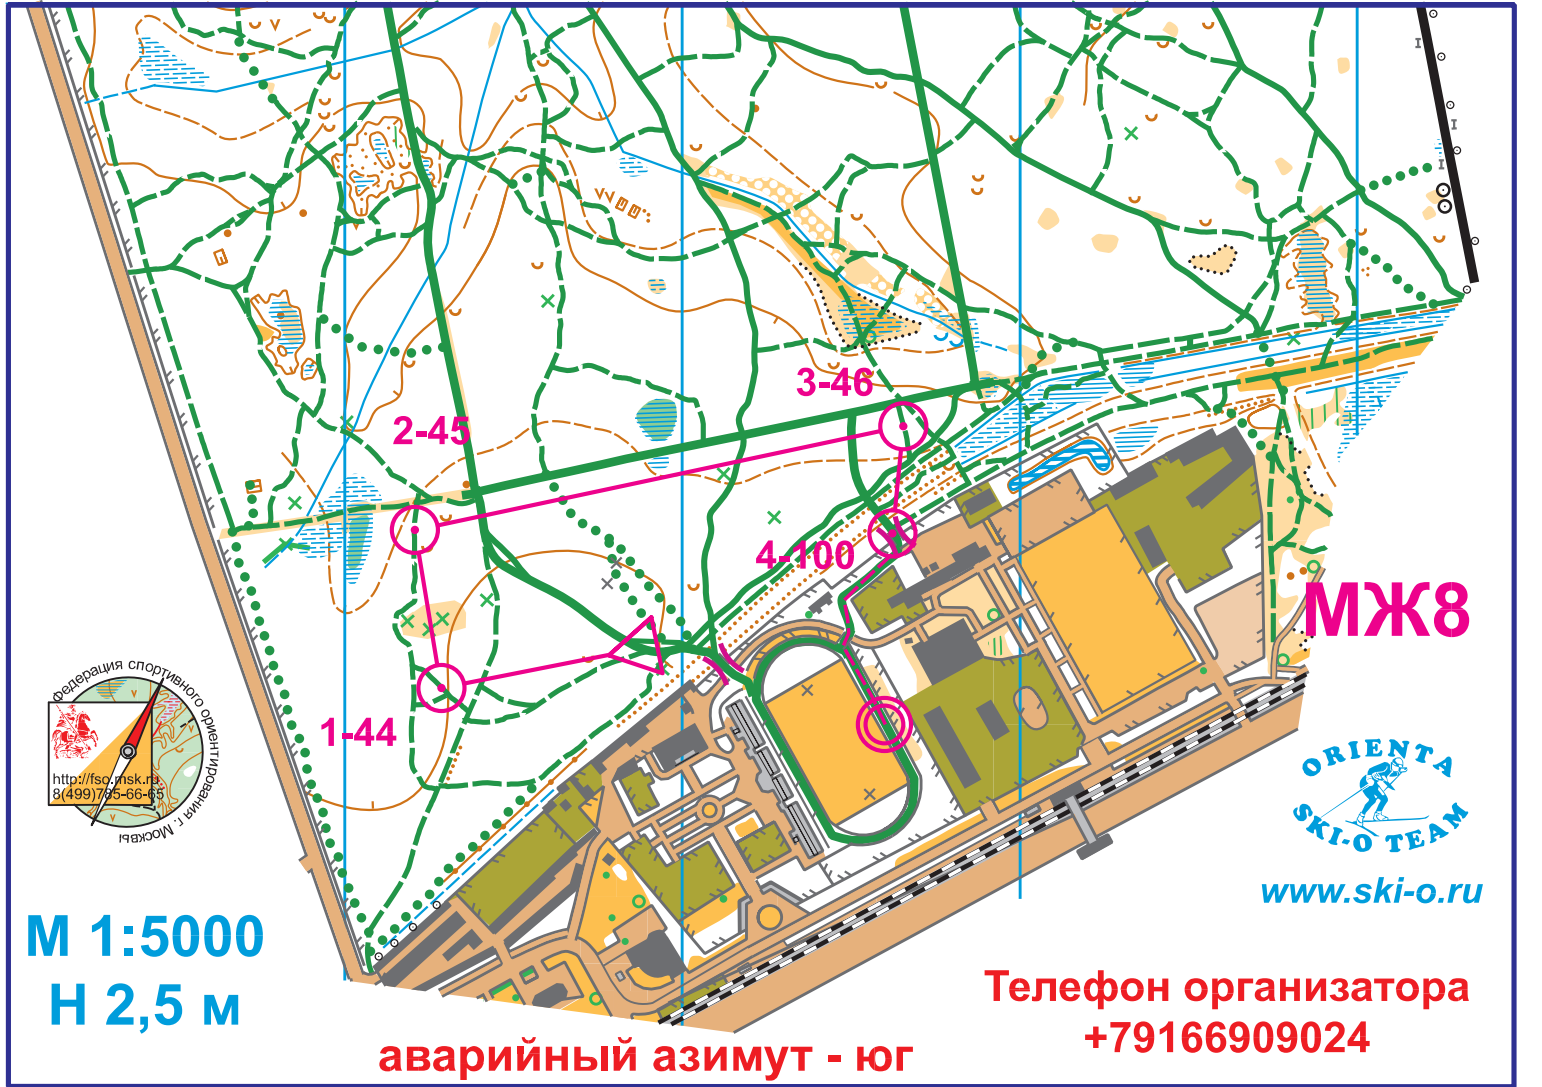 3-46
2-45
4-100
МЖ8
1-44
Федерация спортивного ориентирования г. Москвы
http://fso.msk.ru
8(499)785-66-65
ORIENTA
SKI-O TEAM
www.ski-o.ru
М 1:5000
Н 2,5 м
Телефон организатора
+79166909024
аварийный азимут - юг